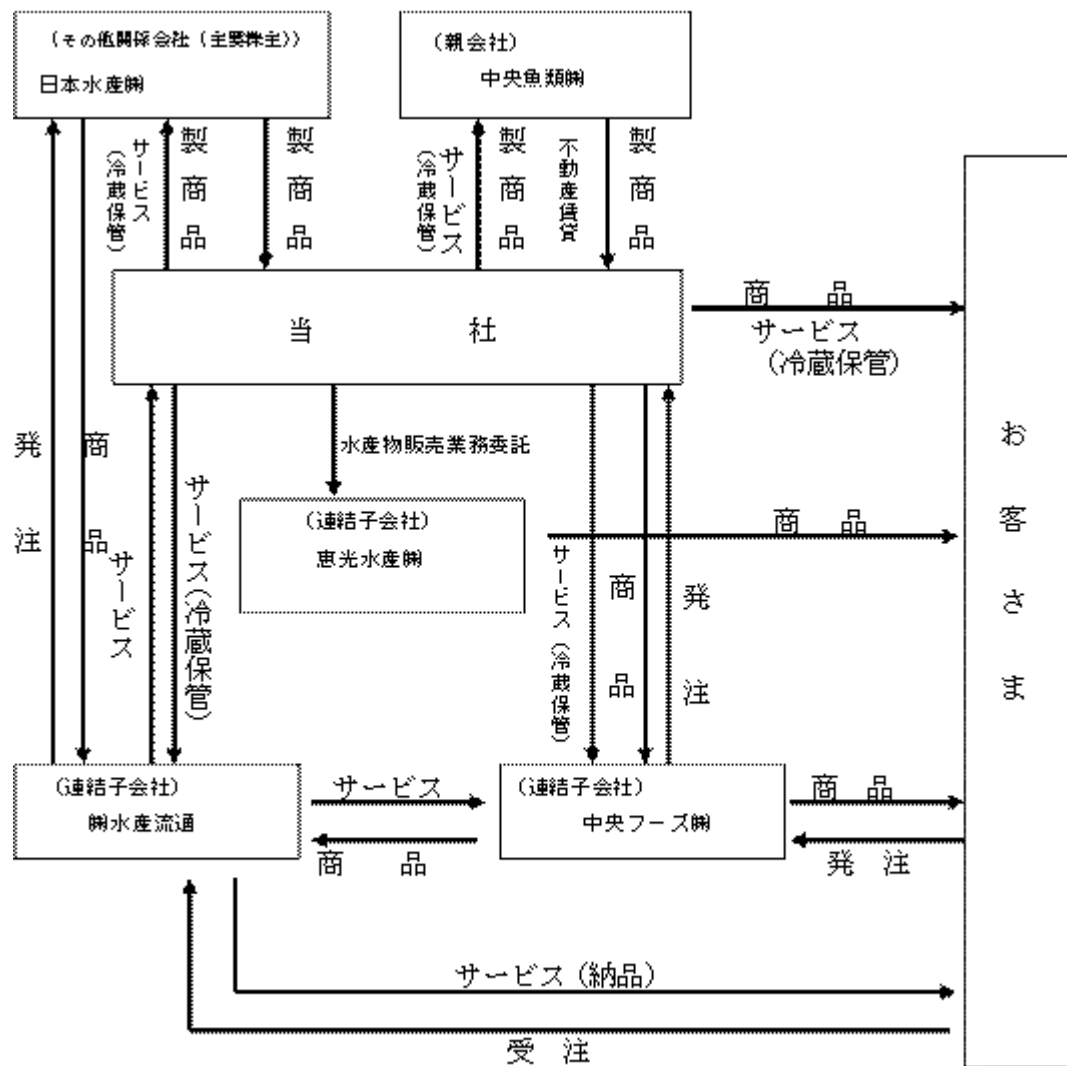 (その他関係会社(主要株主))
日本水産㈱
(親会社)
中央魚類㈱
サービス
(冷蔵保管)
製商品
製商品
サービス
(冷蔵保管)
製商品
不動産賃貸
製商品
当社
商品
サービス
(冷蔵保管)
発注
商品
サービス
サービス(冷蔵保管)
水産物販売業務委託
(連結子会社)
恵光水産㈱
商品
サービス(冷蔵保管)
商品
発注
お客さま
(連結子会社)
㈱水産流通
サービス
商品
(連結子会社)
中央フーズ㈱
商品
発注
サービス(納品)
受注